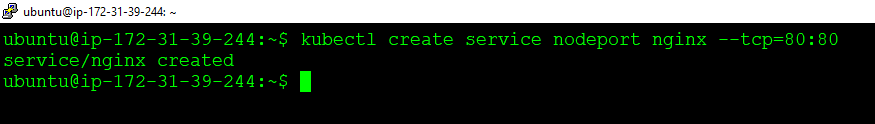 ubuntu@ip-172-31-39-244: ~
ubuntu@ip-172-31-39-244:~$ kubectl create service nodeport nginx --tcp=80:80
service/nginx created
ubuntu@ip-172-31-39-244:~$